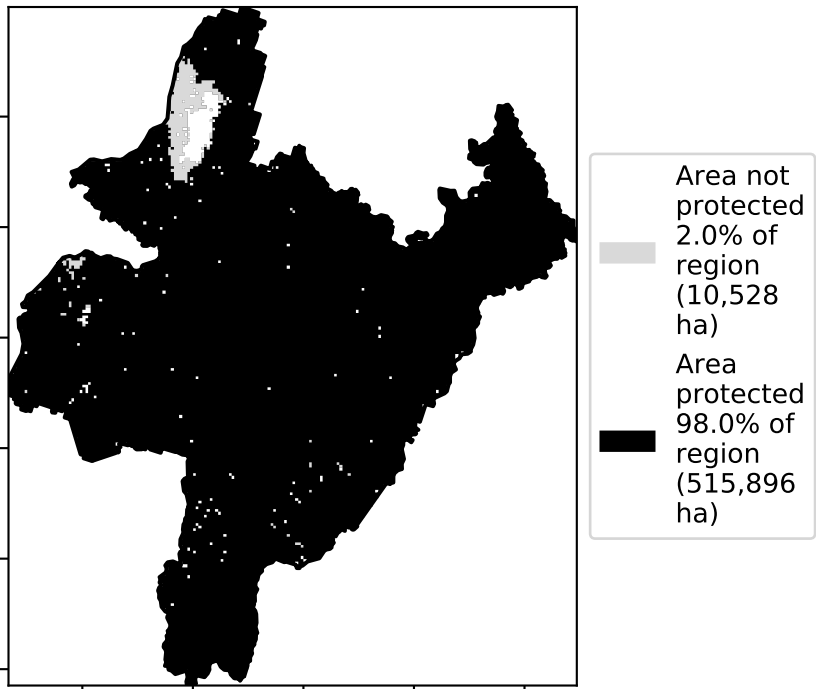 Area not
protected
2.0% of
region
(10,528
ha)
Area
protected
98.0% of
region
(515,896
ha)